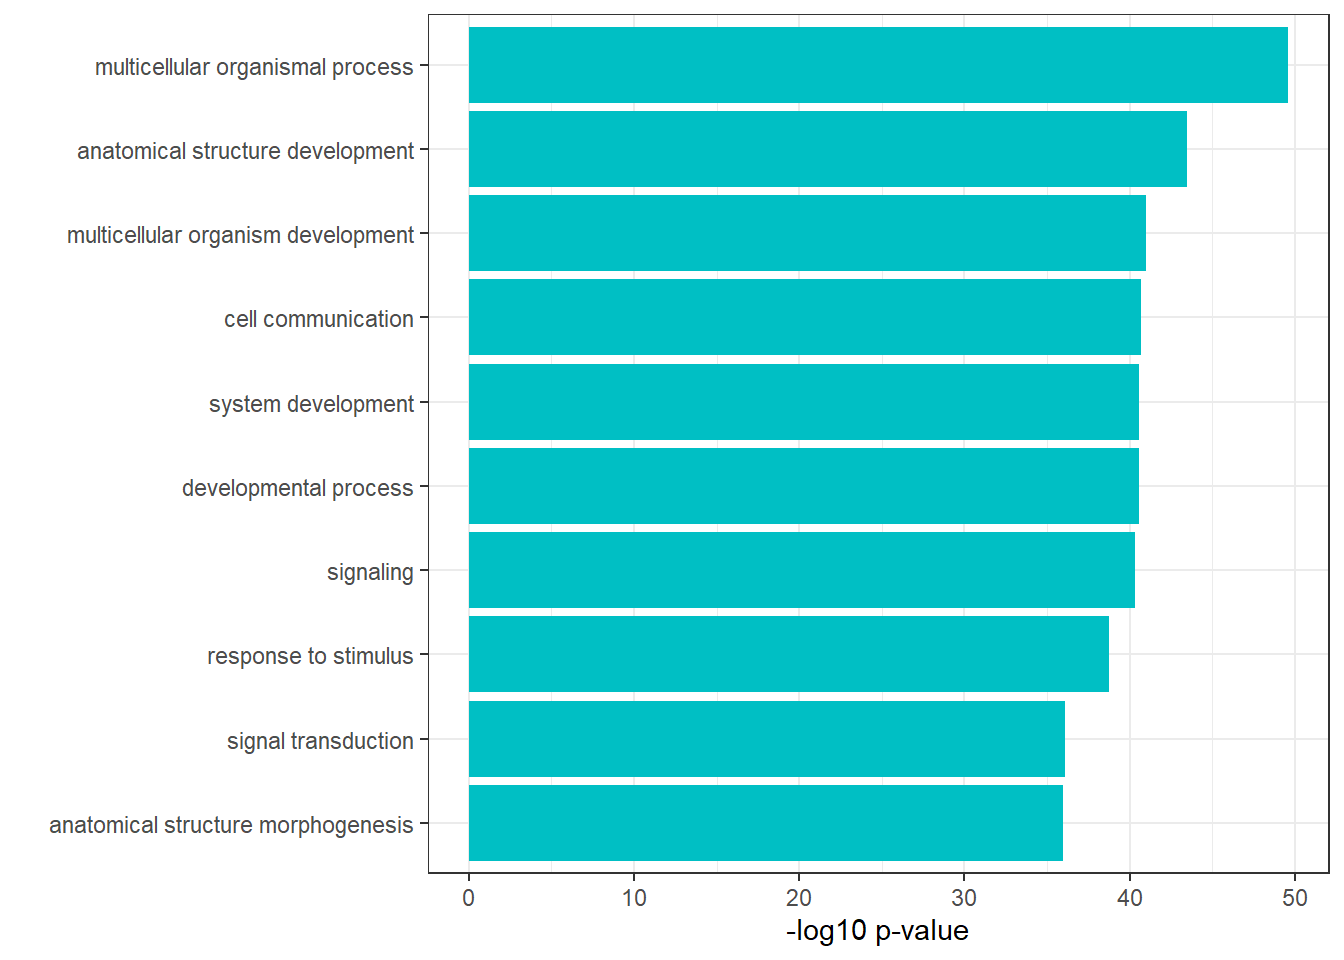 multicellular organismal process
anatomical structure development
multicellular organism development
cell communication
system development
developmental process
signaling
response to stimulus
signal transduction
anatomical structure morphogenesis
0 10 20 30 40 50
-log10 p-value